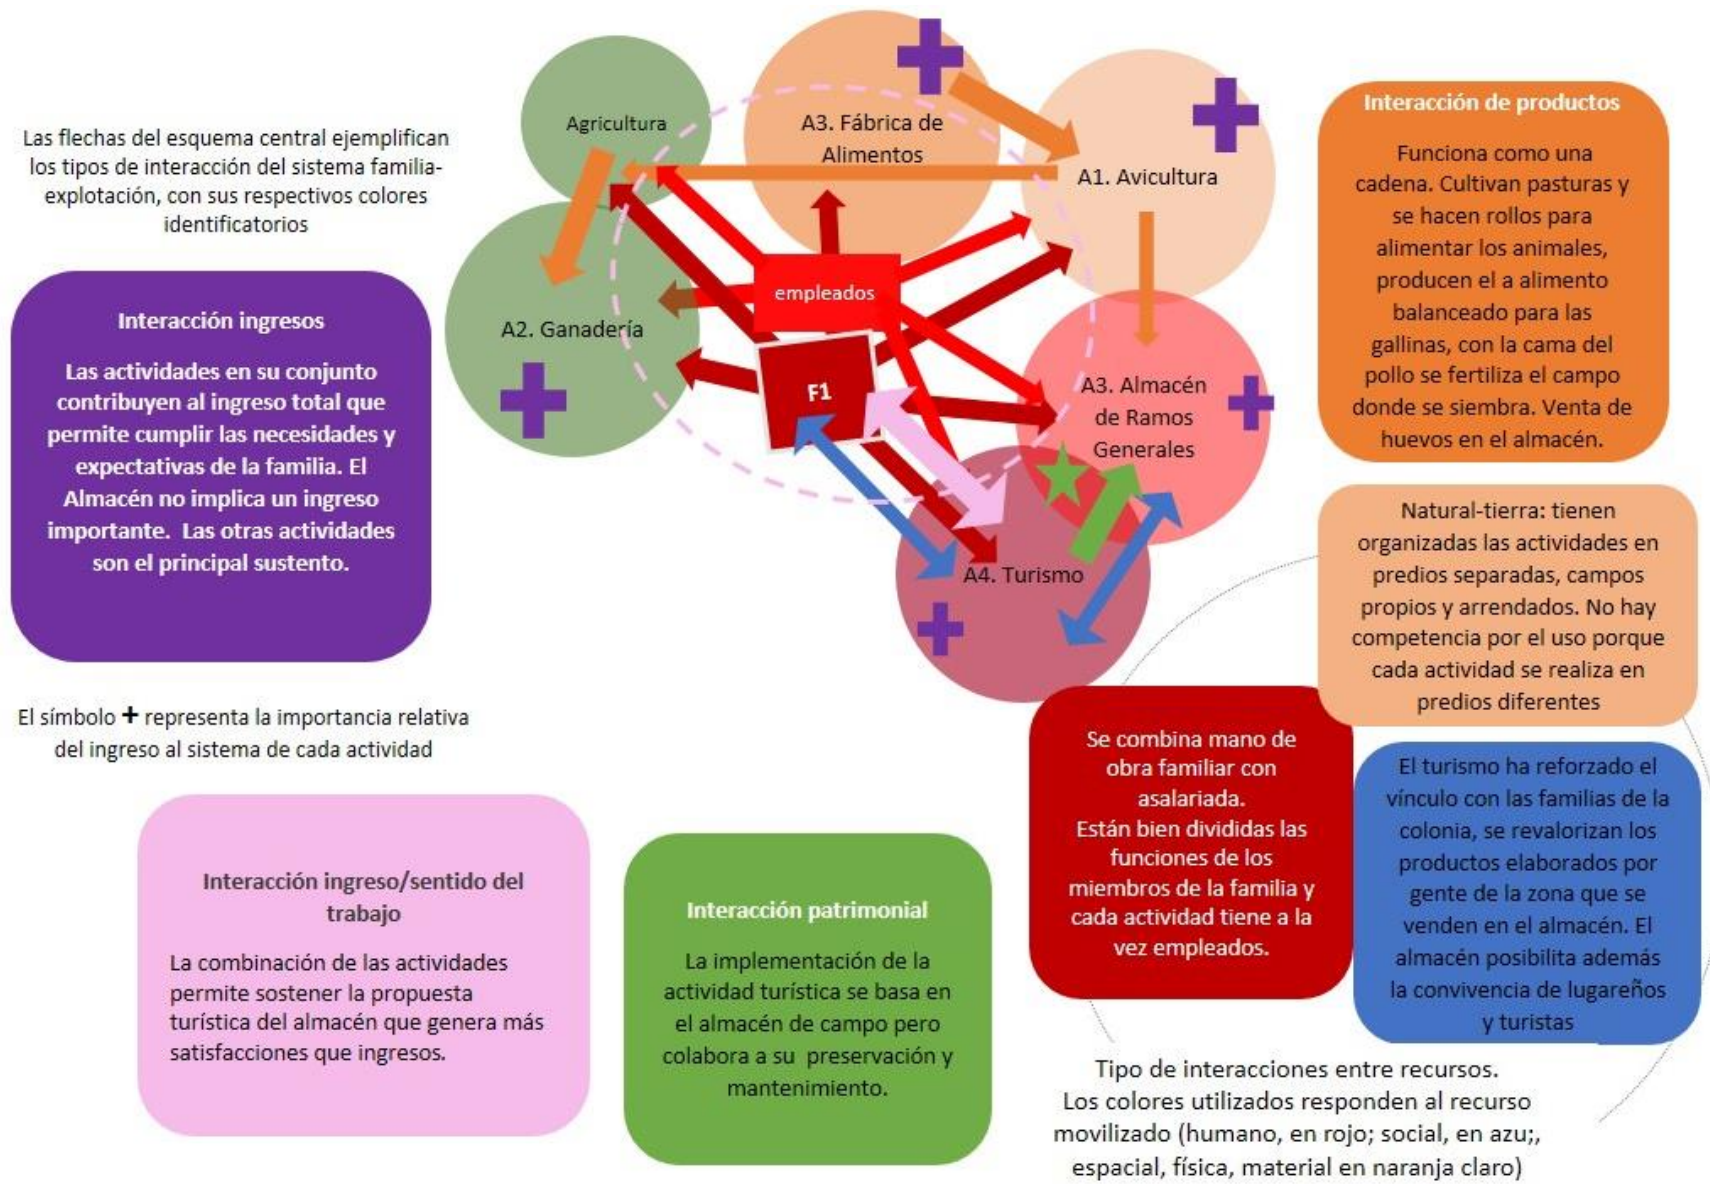 Las flechas del esquema central ejemplifican
los tipos de interacción del sistema familia-
explotación, con sus respectivos colores
identificatorios
Interacción ingresos
Las actividades en su conjunto
contribuyen al ingreso total que
permite cumplir las necesidades y
expectativas de la familia. El
Almacén no implica un ingreso
importante. Las otras actividades
son el principal sustento.
El símbolo + representa la importancia relativa
del ingreso al sistema de cada actividad
Agricultura
A3. Fábrica de
Alimentos
A1. Avicultura
empleados
A2. Ganadería
F1
A3. Almacén
de Ramos
Generales
A4. Turismo
Interacción de productos
Funciona como una
cadena. Cultivan pasturas y
se hacen rollos para
alimentar los animales,
producen el a alimento
balanceado para las
gallinas, con la cama del
pollo se fertiliza el campo
donde se siembra. Venta de
huevos en el almacén.
Natural-tierra: tienen
organizadas las actividades en
predios separadas, campos
propios y arrendados. No hay
competencia por el uso porque
cada actividad se realiza en
predios diferentes
Se combina mano de
obra familiar con
asalariada.
Están bien divididas las
funciones de los
miembros de la familia y
cada actividad tiene a la
vez empleados.
El turismo ha reforzado el
vínculo con las familias de la
colonia, se revalorizan los
productos elaborados por
gente de la zona que se
venden en el almacén. El
almacén posibilita además
la convivencia de lugareños
y turistas
Interacción ingreso/sentido del
trabajo
La combinación de las actividades
permite sostener la propuesta
turística del almacén que genera más
satisfacciones que ingresos.
Interacción patrimonial
La implementación de la
actividad turística se basa en
el almacén de campo pero
colabora a su preservación y
mantenimiento.
Tipo de interacciones entre recursos.
Los colores utilizados responden al recurso
movilizado (humano, en rojo; social, en azu;,
espacial, física, material en naranja claro)